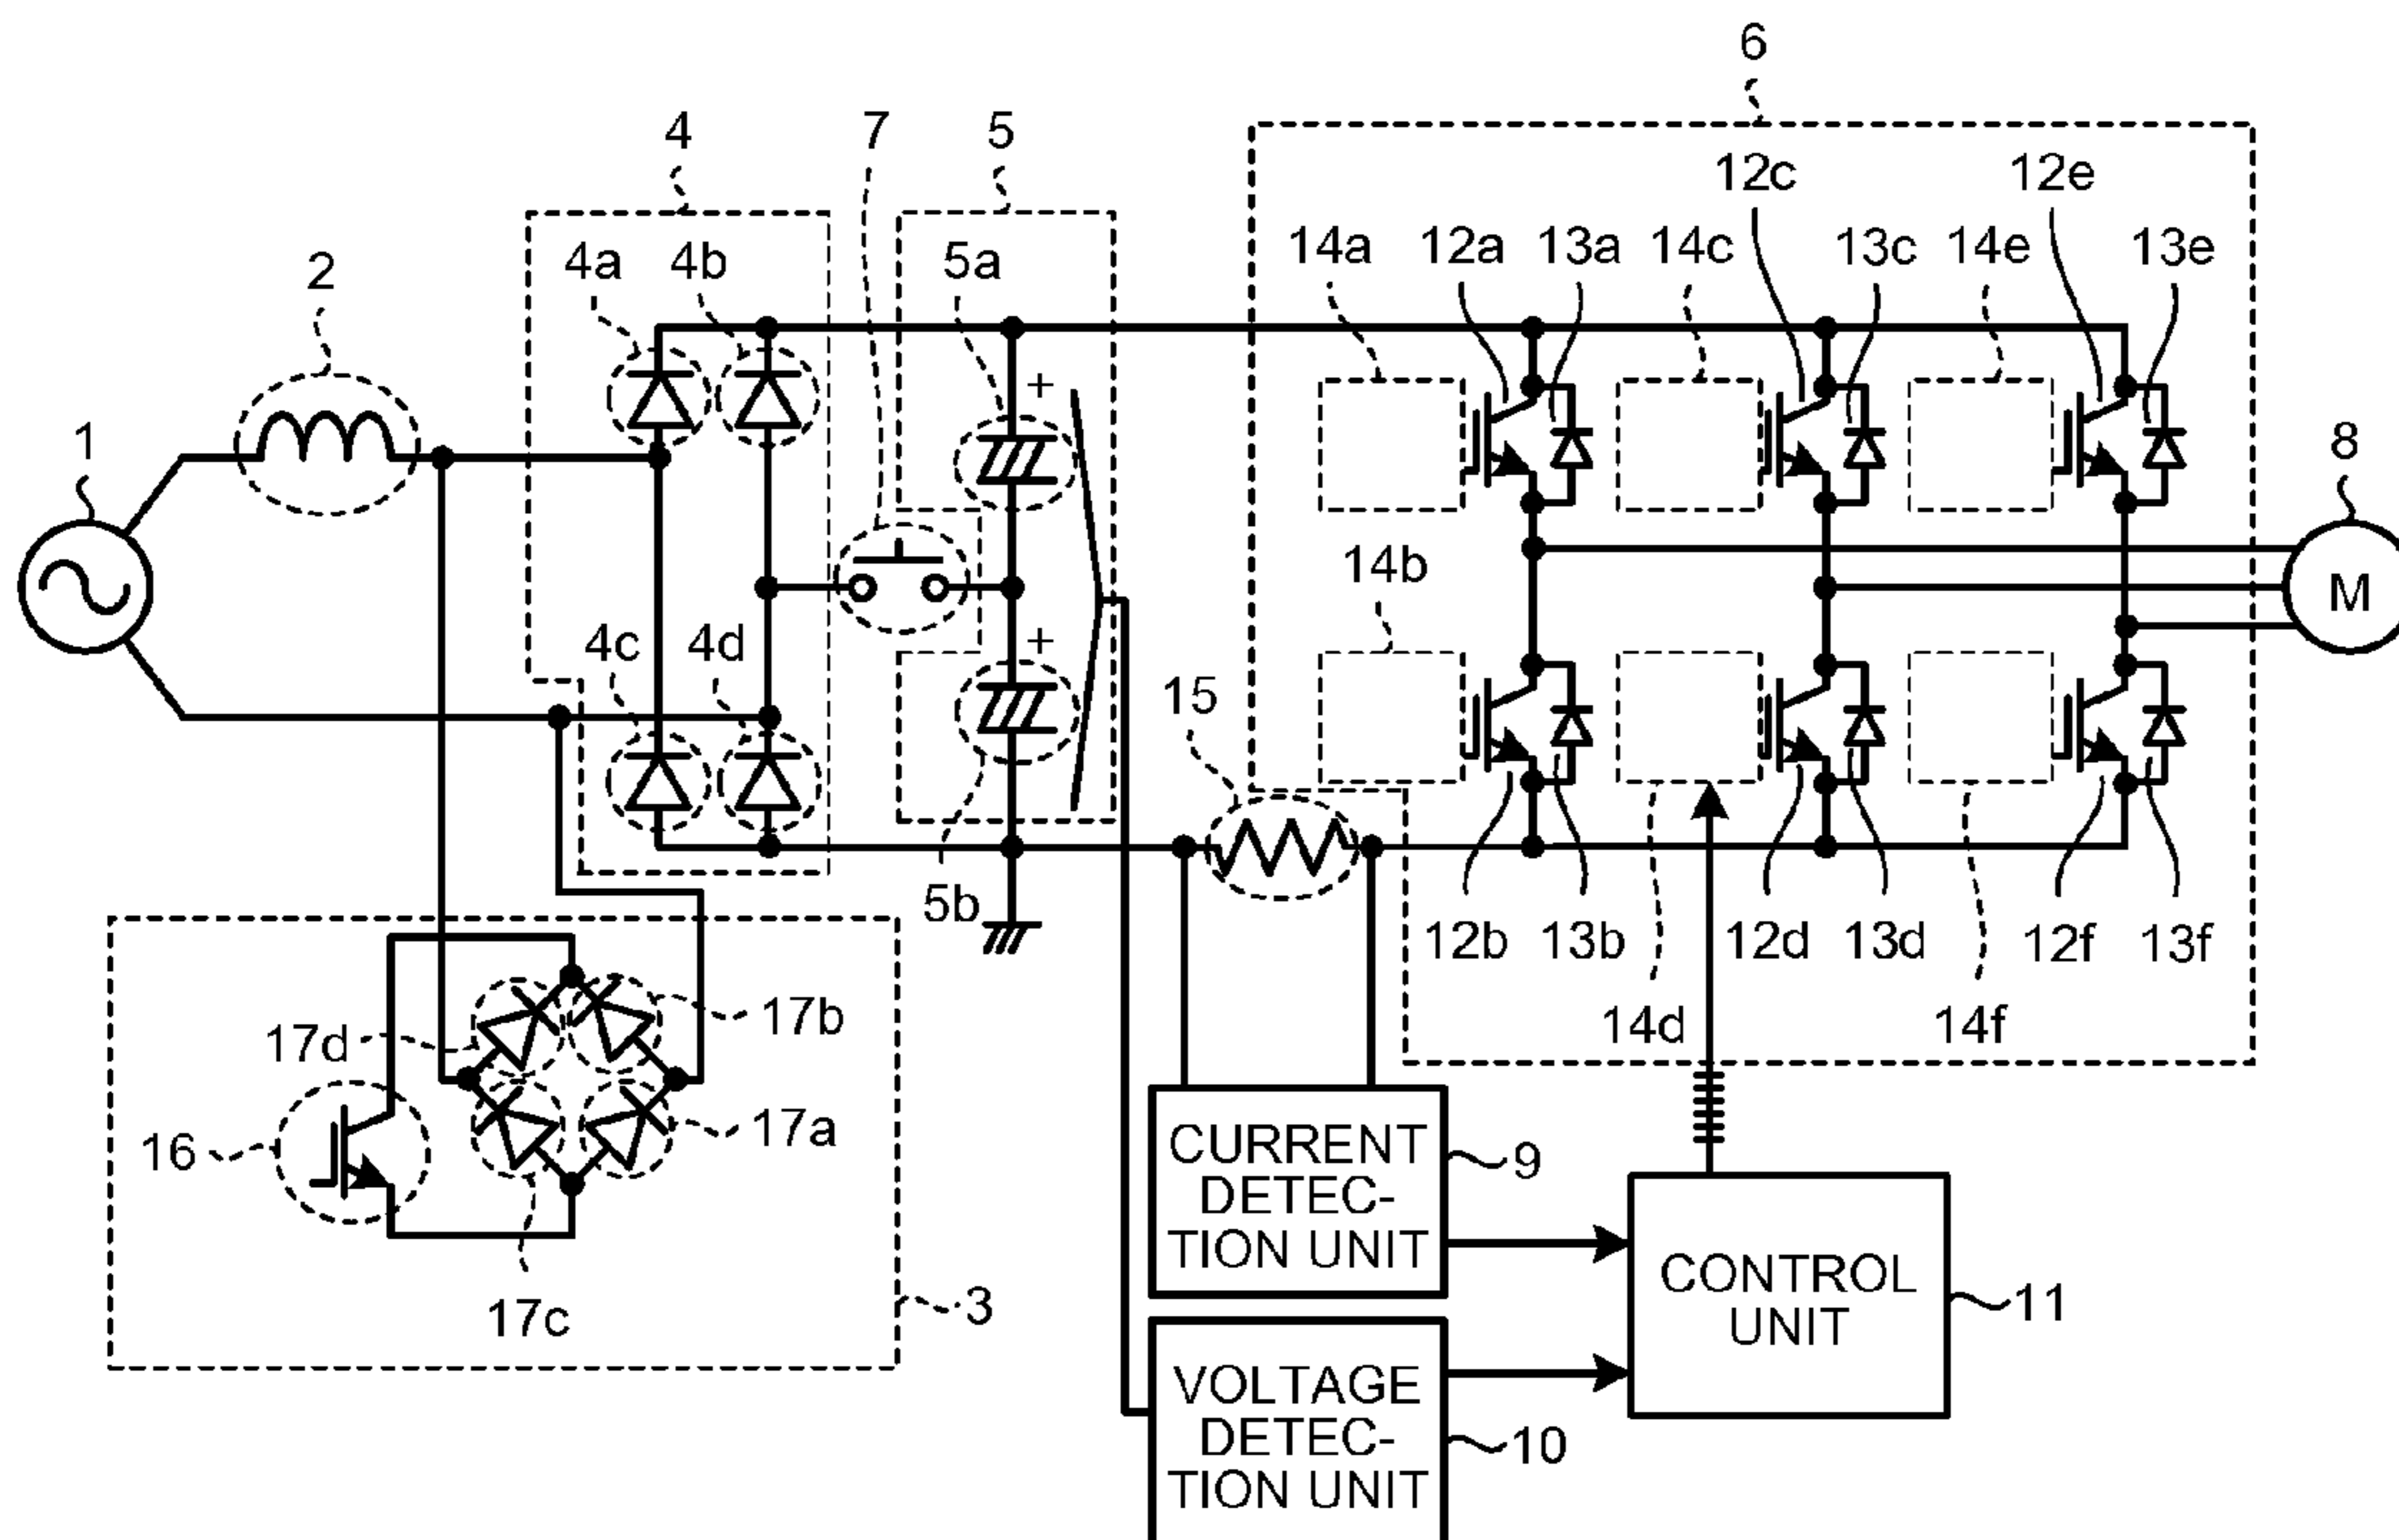 6
4
7
5
12c
12e
2
4a
4b
5a
14a
12a
13a
14c
13c
14e
13e
+
1
8
14b
M
4c
4d
+
15
5b
12b
13b
12d
13d
12f
13f
17d
17b
14d
14f
16
17a
CURRENT
DETEC-
TION UNIT
9
17c
3
CONTROL
UNIT
11
VOLTAGE
DETEC-
TION UNIT
10